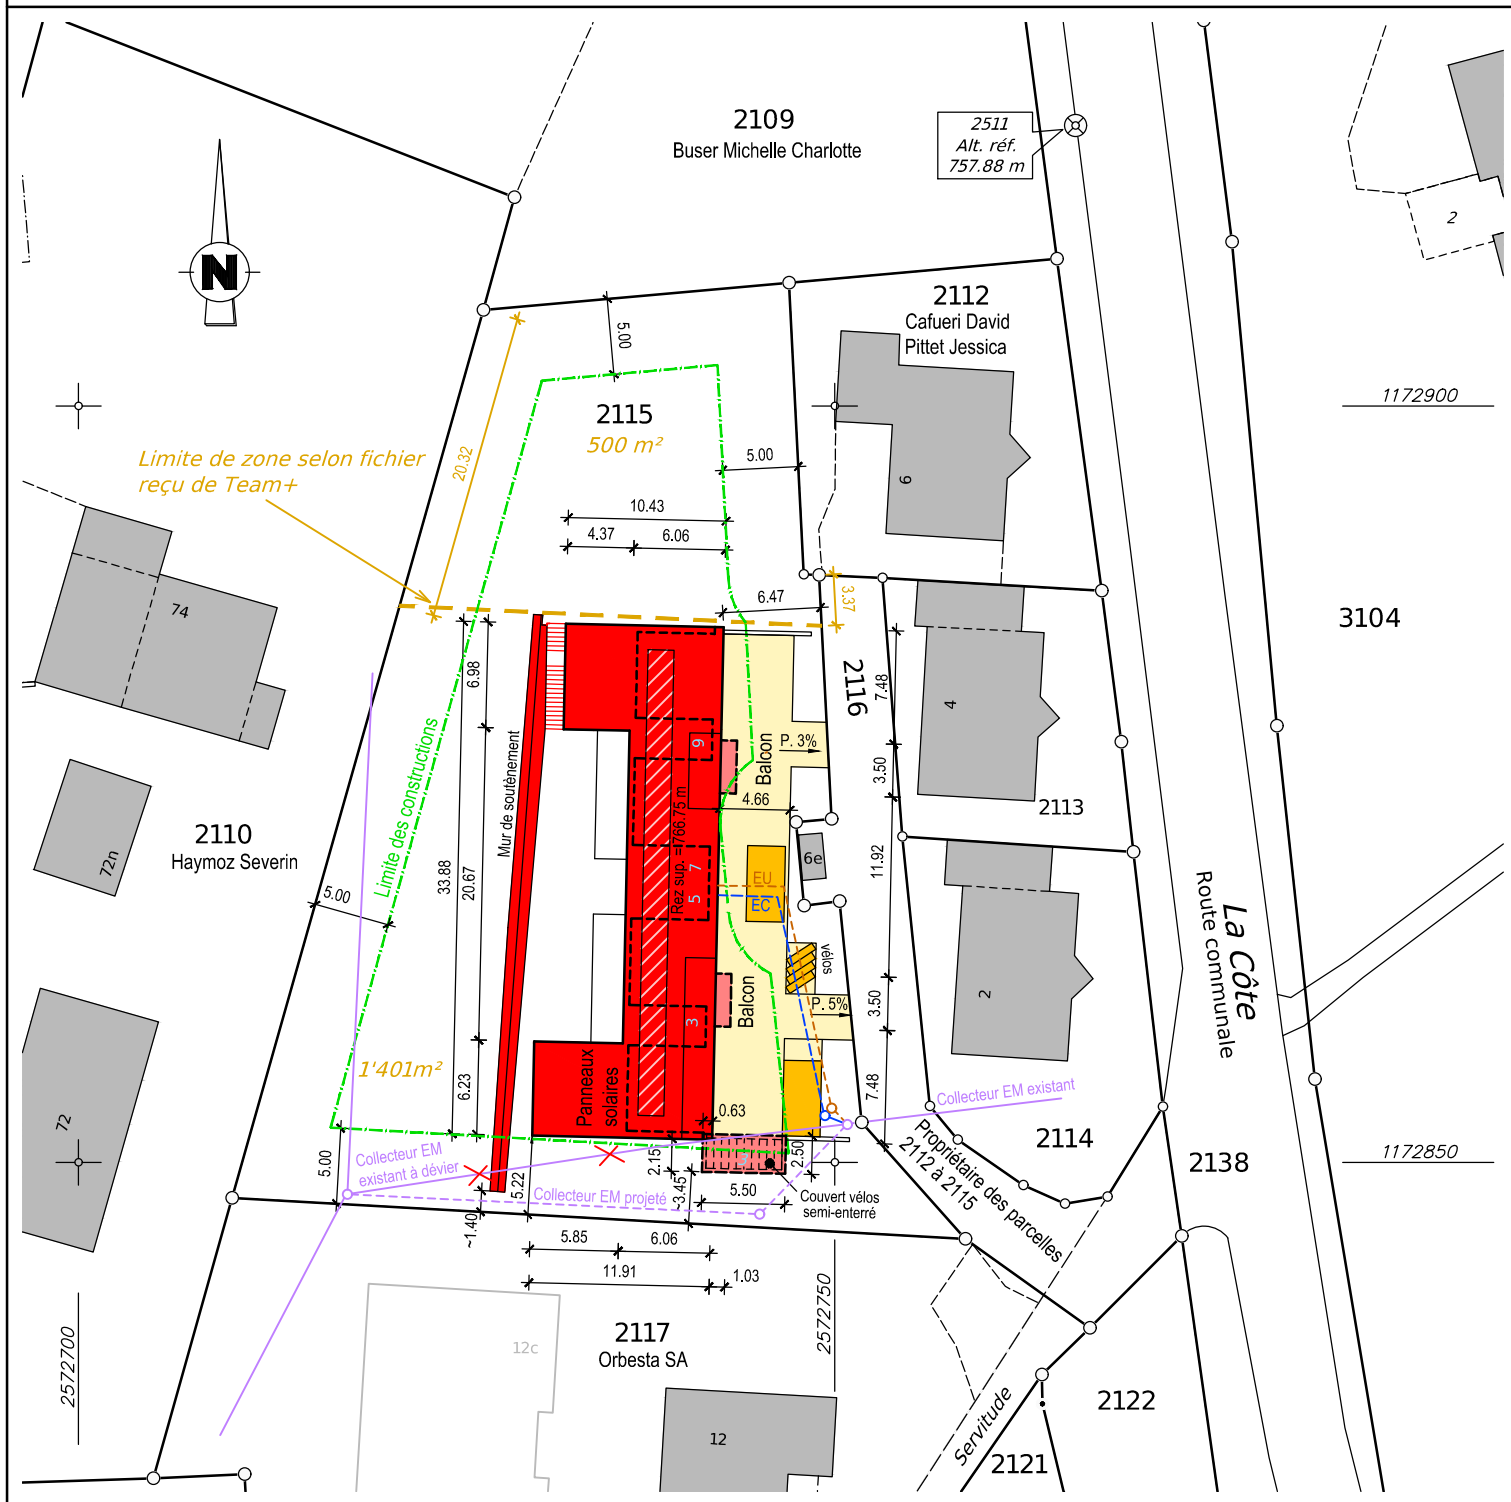 2109
Buser Michelle Charlotte
2511
Alt. réf.
757.88 m
2
N
2112
Cafueri David
Pittet Jessica
5.00
2115
500 m²
1172900
Limite de zone selon fichier
reçu de Team+
20.32
5.00
6
10.43
4.37
6.06
74
6.47
3.37
3104
6.98
2116
7.48
4
Limite des constructions
Mur de soutènement
9
Balcon
P. 3%
3.50
4.66
2113
2110
Haymoz Severin
72n
33.88
20.67
Rez sup. = 766.75 m
7
5
EU
EC
6e
11.92
5.00
La Côte
Route communale
vélos
Balcon
P. 5%
3.50
2
3
1'401m²
6.23
Panneaux
solaires
7.48
0.63
Collecteur EM existant
72
5.00
Collecteur EM
existant à dévier
2.15
2.50
Propriétaire des parcelles
2112 à 2115
2114
2138
1172850
5.22
Collecteur EM projeté
~3.45
5.50
Couvert vélos
semi-enterré
~1.40
5.85
6.06
11.91
1.03
2572700
12c
2117
Orbesta SA
2572750
Servitude
2122
12
2121